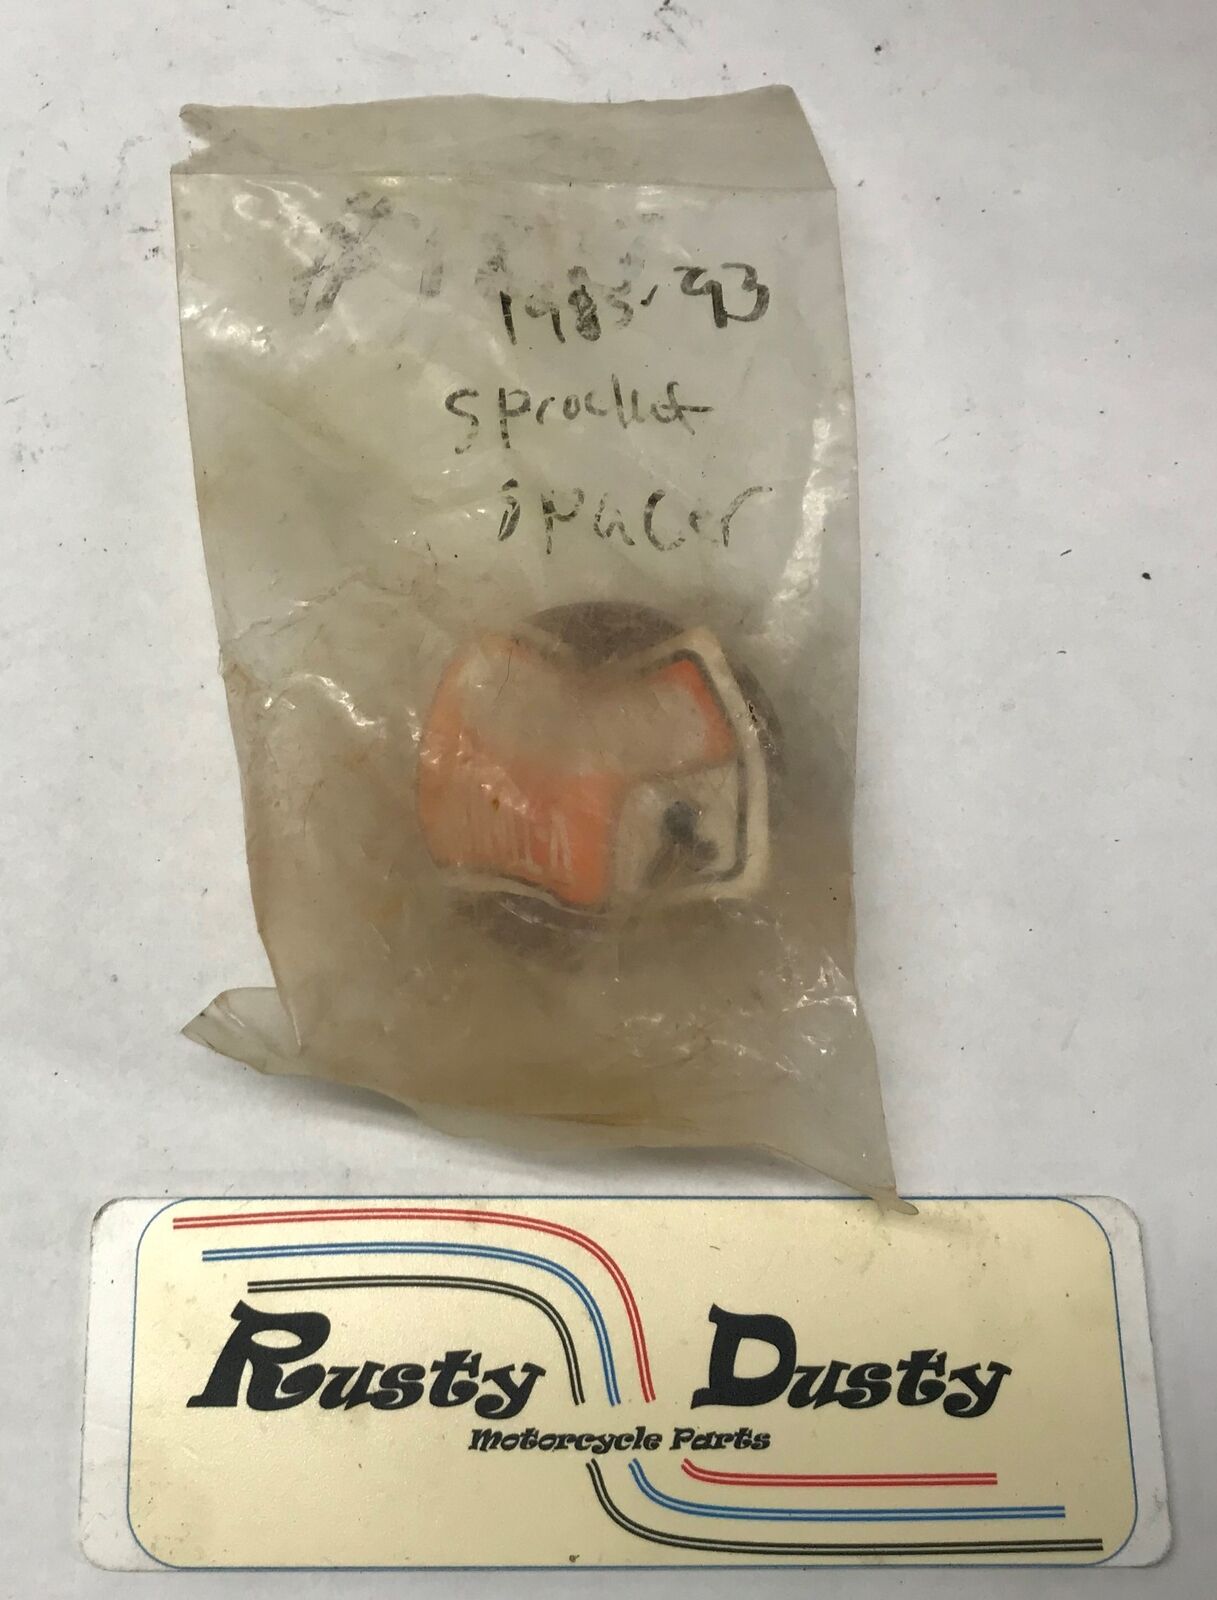 1985-93
Sprocket
spacer
Rusty Dusty
Motorcycle Parts